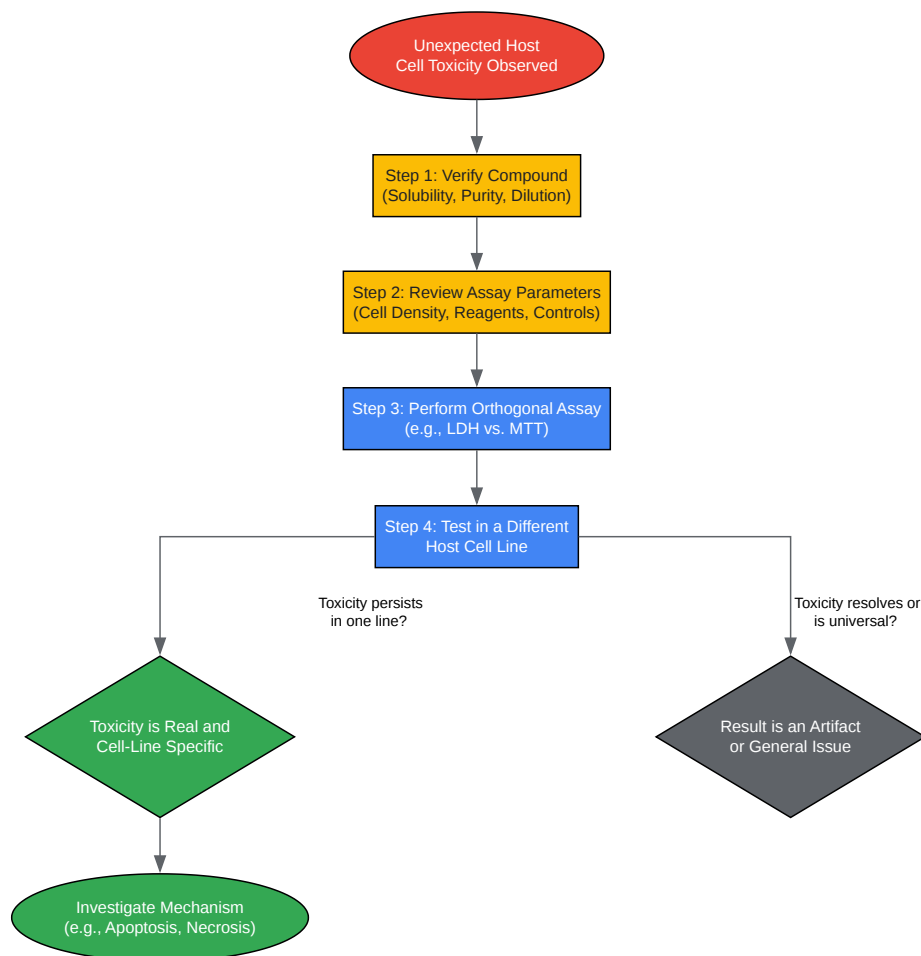 Unexpected Host
Cell Toxicity Observed
Step 1: Verify Compound
(Solubility, Purity, Dilution)
Step 2: Review Assay Parameters
(Cell Density, Reagents, Controls)
Step 3: Perform Orthogonal Assay
(e.g., LDH vs. MTT)
Step 4: Test in a Different
Host Cell Line
Toxicity persists
in one line?
Toxicity resolves or
is universal?
Toxicity is Real and
Cell-Line Specific
Result is an Artifact
or General Issue
Investigate Mechanism
(e.g., Apoptosis, Necrosis)